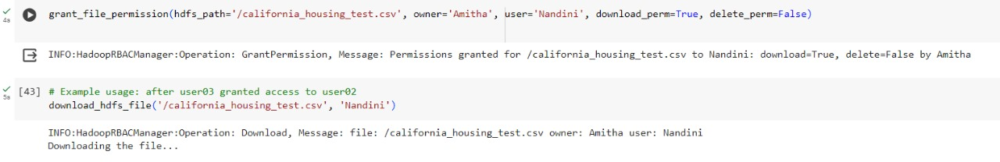 grant_file_permission(hdfs_path='/california_housing_test.csv', owner='Amitha', user='Nandini', download_perm=True, delete_perm=False)
4s
INFO:HadoopRBACManager:Operation: GrantPermission, Message: Permissions granted for /california_housing_test.csv to Nandini: download=True, delete=False by Amitha
[43] # Example usage: after user03 granted access to user02
5s
download_hdfs_file('/california_housing_test.csv', 'Nandini')
INFO:HadoopRBACManager:Operation: Download, Message: file: /california_housing_test.csv owner: Amitha user: Nandini
Downloading the file...